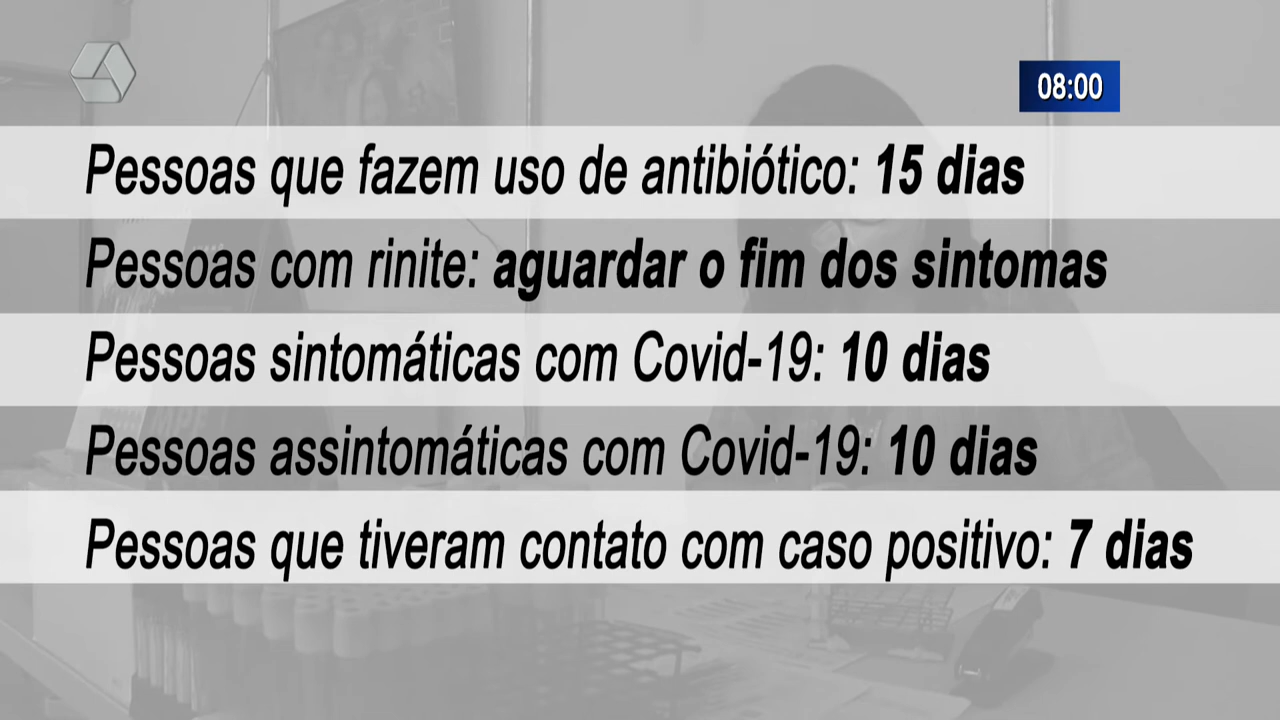 08:00
Pessoas que fazem uso de antibiótico: 15 dias
Pessoas com rinite: aguardar o fim dos sintomas
Pessoas sintomáticas com Covid-19: 10 dias
Pessoas assintomáticas com Covid-19: 10 dias
Pessoas que tiveram contato com caso positivo: 7 dias